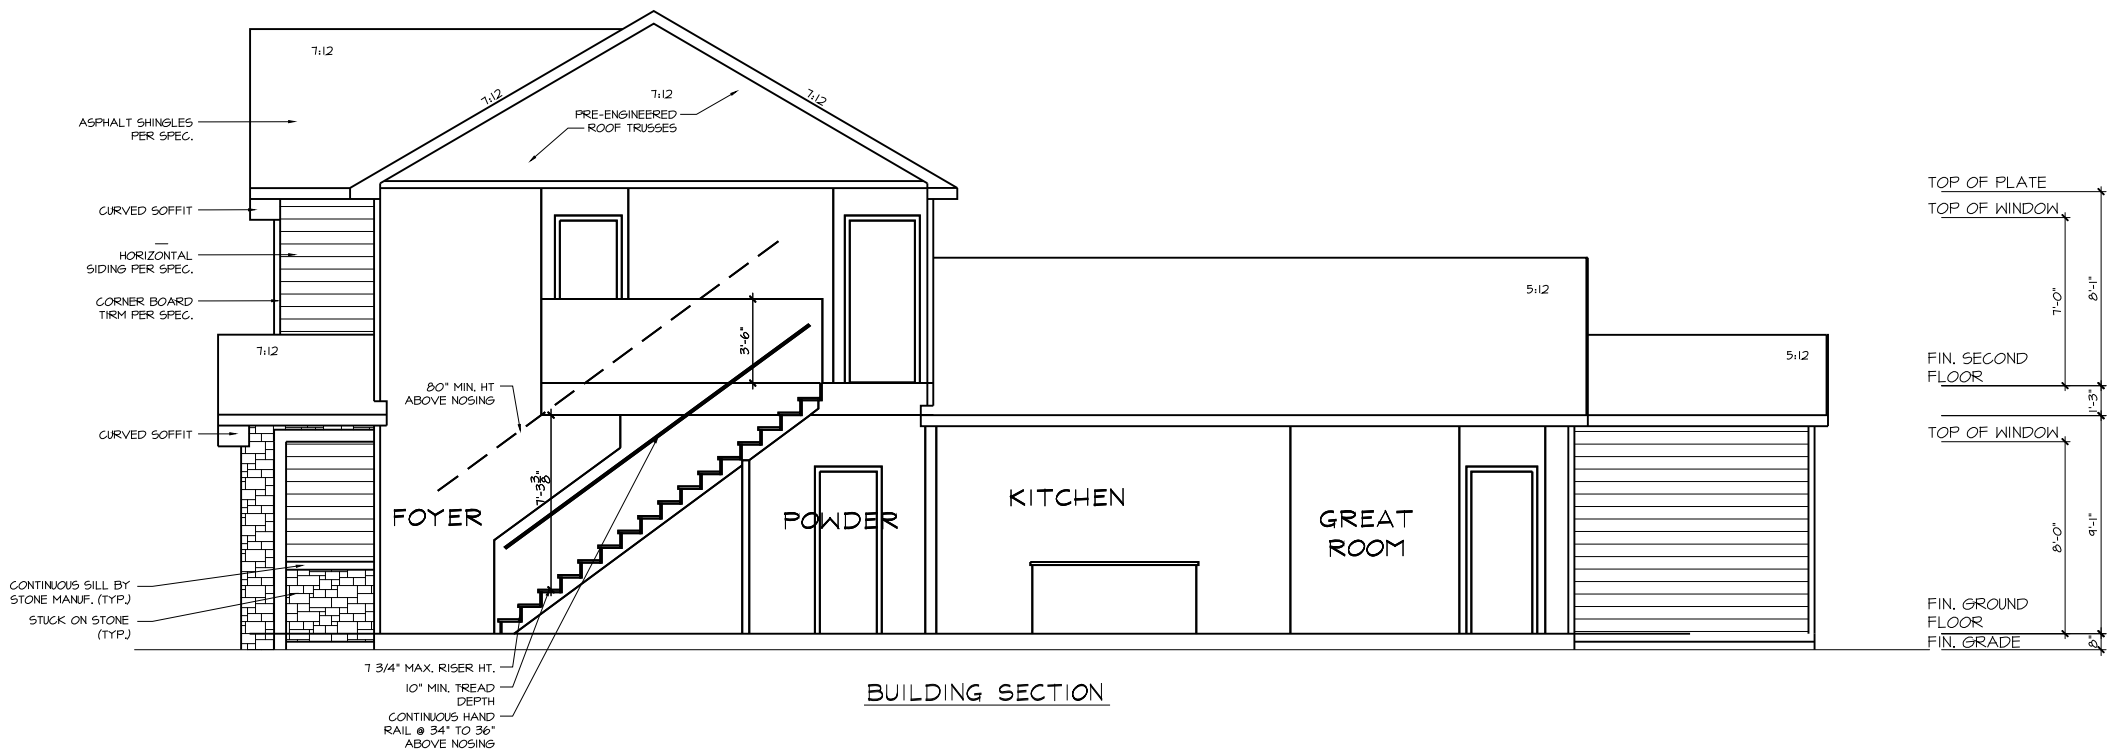 7:12
7:12
7:12
7:12
PRE-ENGINEERED
ROOF TRUSSES
ASPHALT SHINGLES
PER SPEC.
CURVED SOFFIT
HORIZONTAL
SIDING PER SPEC.
CORNER BOARD
TIRM PER SPEC.
7:12
CURVED SOFFIT
80" MIN. HT
ABOVE NOSING
3'-6"
FOYER
POWDER
KITCHEN
GREAT
ROOM
5:12
5:12
CONTINUOUS SILL BY
STONE MANUF. (TYP.)
STUCK ON STONE
(TYP.)
7 3/4" MAX. RISER HT.
10" MIN. TREAD
DEPTH
CONTINUOUS HAND
RAIL @ 34" TO 36"
ABOVE NOSING
BUILDING SECTION
TOP OF PLATE
TOP OF WINDOW
7'-0"
8'-1"
FIN. SECOND
FLOOR
1'-3"
TOP OF WINDOW
8'-0"
9'-1"
FIN. GROUND
FLOOR
FIN. GRADE
8"